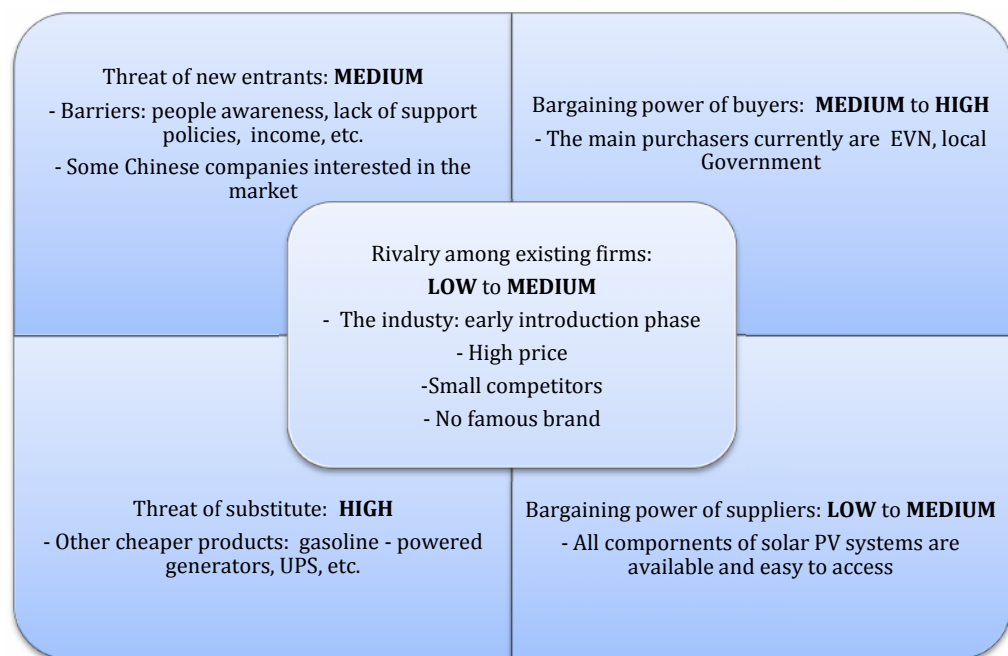 Threat of new entrants: MEDIUM
- Barriers: people awareness, lack of support
policies, income, etc.
- Some Chinese companies interested in the
market
Bargaining power of buyers: MEDIUM to HIGH
- The main purchasers currently are EVN, local
Government
Rivalry among existing firms:
LOW to MEDIUM
- The industy: early introduction phase
- High price
-Small competitors
- No famous brand
Threat of substitute: HIGH
- Other cheaper products: gasoline - powered
generators, UPS, etc.
Bargaining power of suppliers: LOW to MEDIUM
- All compornents of solar PV systems are
available and easy to access